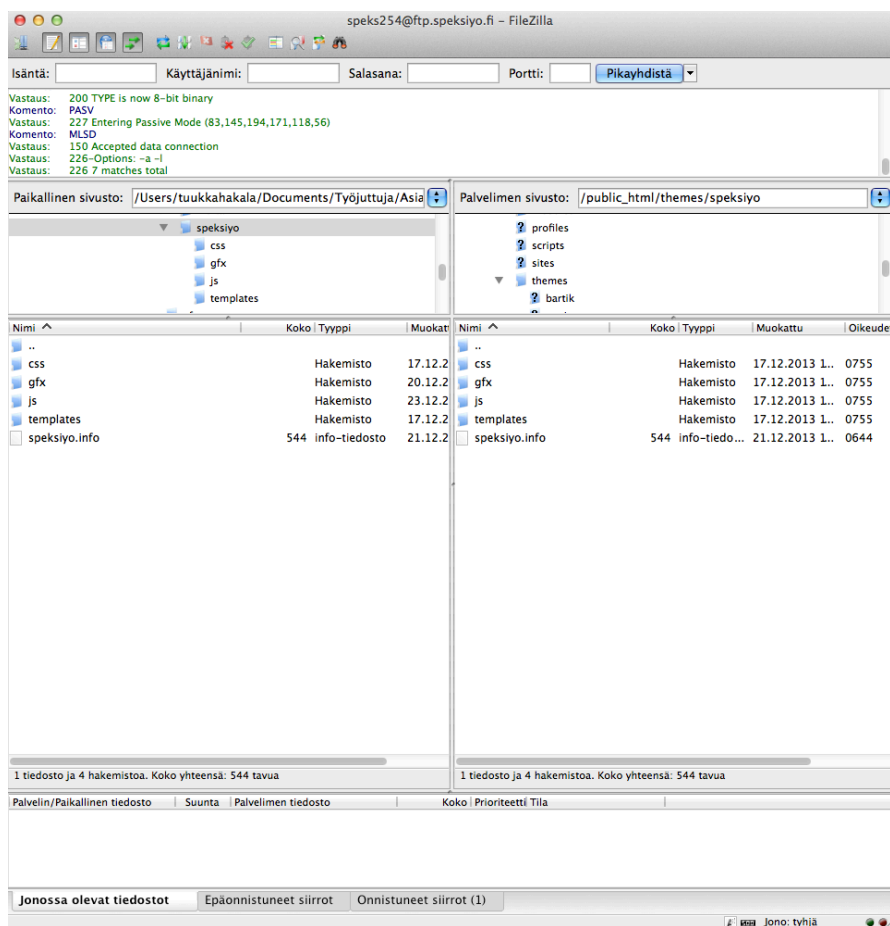 speks254@ftp.speksiyo.fi – FileZilla
Isäntä: Käyttäjänimi: Salasana: Portti: Pikayhdistä
Vastaus: 200 TYPE is now 8-bit binary
Komento: PASV
Vastaus: 227 Entering Passive Mode (83,145,194,171,118,56)
Komento: MLSD
Vastaus: 150 Accepted data connection
Vastaus: 226-Options: -a -l
Vastaus: 226 7 matches total
Paikallinen sivusto: /Users/tuukkahakala/Documents/Työjuttuja/Asia
speksiyo
css
gfx
js
templates
Nimi Koko Tyyppi Muokatt
..
css Hakemisto 17.12.2
gfx Hakemisto 20.12.2
js Hakemisto 23.12.2
templates Hakemisto 17.12.2
speksiyo.info 544 info-tiedosto 21.12.2
1 tiedosto ja 4 hakemistoa. Koko yhteensä: 544 tavua
Palvelimen sivusto: /public_html/themes/speksiyo
? profiles
? scripts
? sites
themes
? bartik
Nimi Koko Tyyppi Muokattu Oikeude
..
css Hakemisto 17.12.2013 1... 0755
gfx Hakemisto 17.12.2013 1... 0755
js Hakemisto 17.12.2013 1... 0755
templates Hakemisto 17.12.2013 1... 0755
speksiyo.info 544 info-tiedo... 21.12.2013 1... 0644
1 tiedosto ja 4 hakemistoa. Koko yhteensä: 544 tavua
Palvelin/Paikallinen tiedosto Suunta Palvelimen tiedosto Koko Prioriteetti Tila
Jonossa olevat tiedostot Epäonnistuneet siirrot Onnistuneet siirrot (1)
Jono: tyhjä